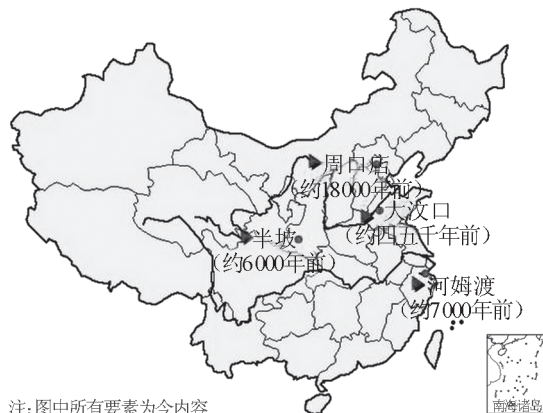 周口店
(约18000年前)
大汶口
(约四五千年前)
半坡
(约6000年前)
河姆渡
(约7000年前)
注:图中所有要素为今内容
南海诸岛